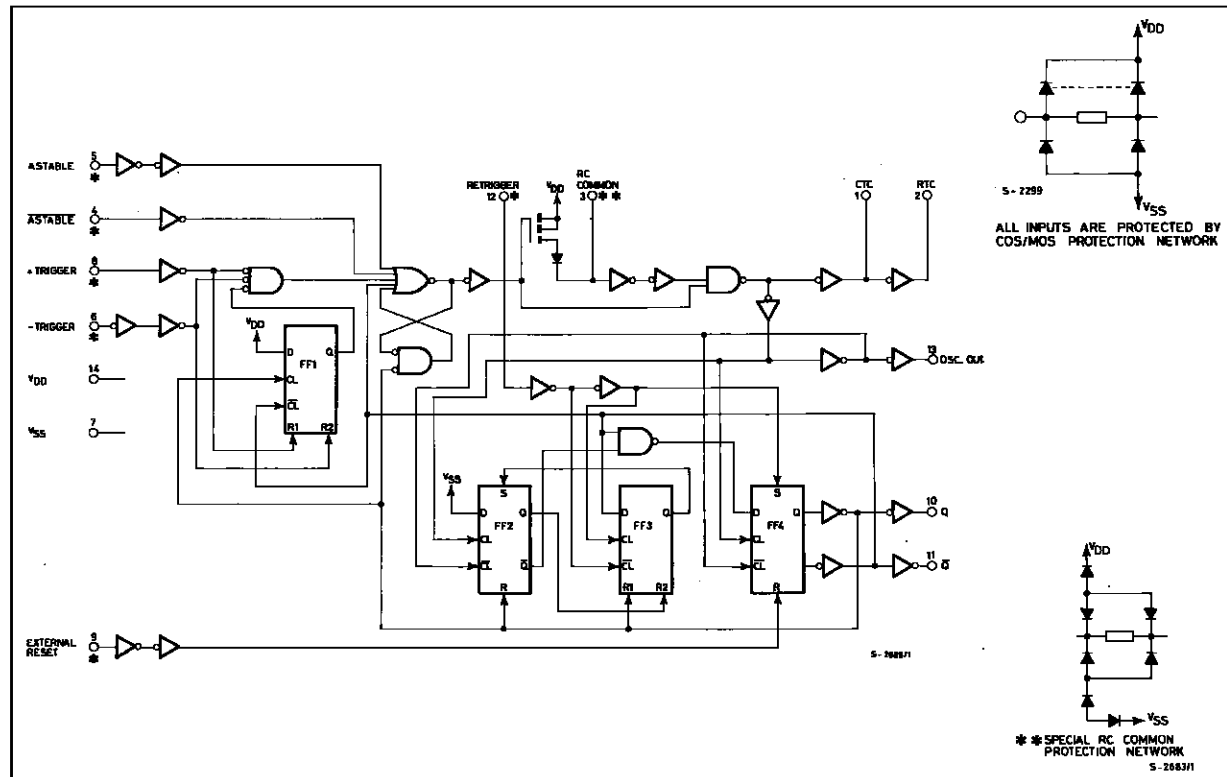 VDD
S-2299
VSS
ALL INPUTS ARE PROTECTED BY
COS/MOS PROTECTION NETWORK
ASTABLE 5 *
ASTABLE 4 *
+ TRIGGER 8 *
- TRIGGER 6 *
VDD 14
VSS 7
RETRIGGER
12 *
VDD
RC
COMMON
3 * *
CTC
1
RTC
2
13
OSC. OUT
VDD
D Q
FF1
CL
CL
R1 R2
VSS
S
D Q
FF2
CL
CL Q
R
D Q
FF3
CL
CL
R1 R2
S
D Q
FF4
CL
CL
R
10
Q
11
Q
EXTERNAL
RESET
9
*
VDD
VSS
* * SPECIAL RC COMMON
PROTECTION NETWORK
S-2683/1